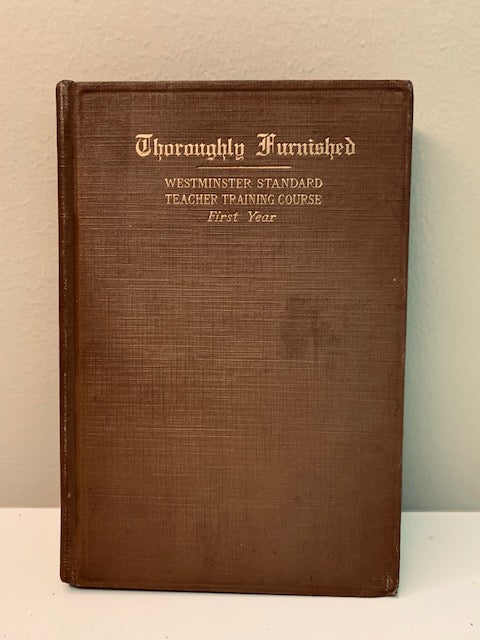 Thoroughly Furnished
WESTMINSTER STANDARD
TEACHER TRAINING COURSE
First Year